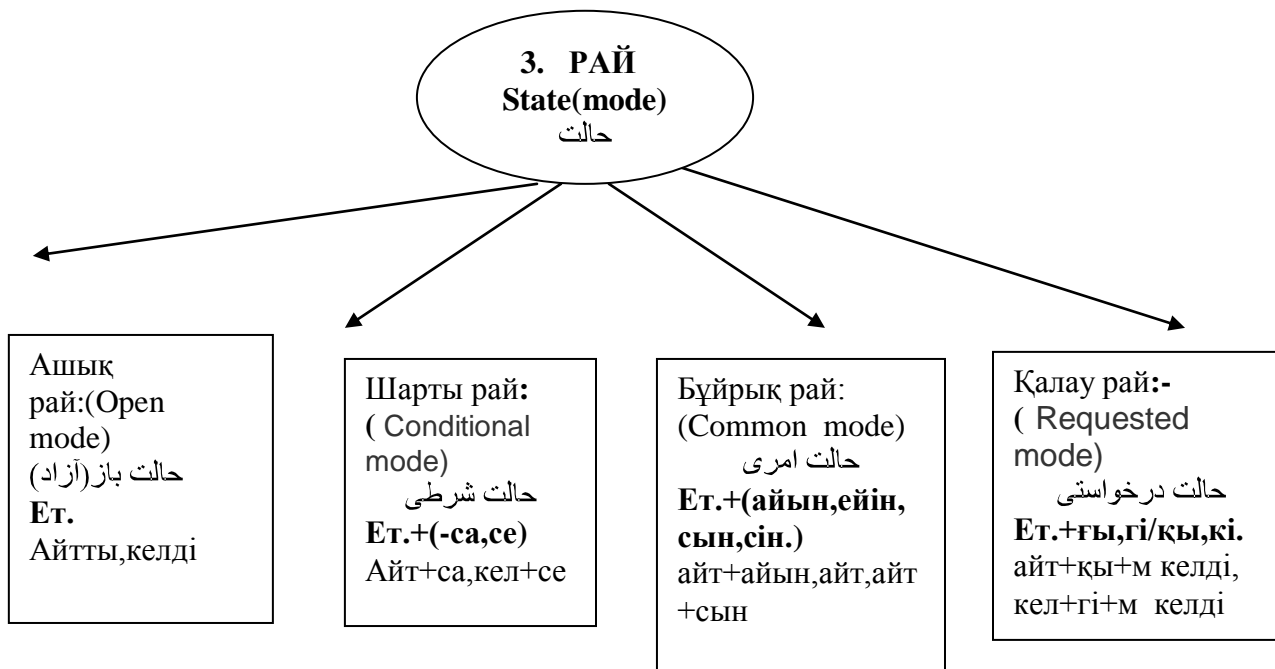 3. РАЙ
State(mode)
حالت
Ашық
рай:(Open
mode)
حالت باز(آزاد)
Ет.
Айтты,келді
Шарты рай:
( Conditional
mode)
حالت شرطی
Ет.+(-са,се)
Айт+са,кел+се
Бұйрық рай:
(Common mode)
حالت امری
Ет.+(айын,ейін,
сын,сін.)
айт+айын,айт,айт
+сын
Қалау рай:-
( Requested
mode)
حالت درخواستی
Ет.+ғы,гі/қы,кі.
айт+қы+м келді,
кел+гі+м келді